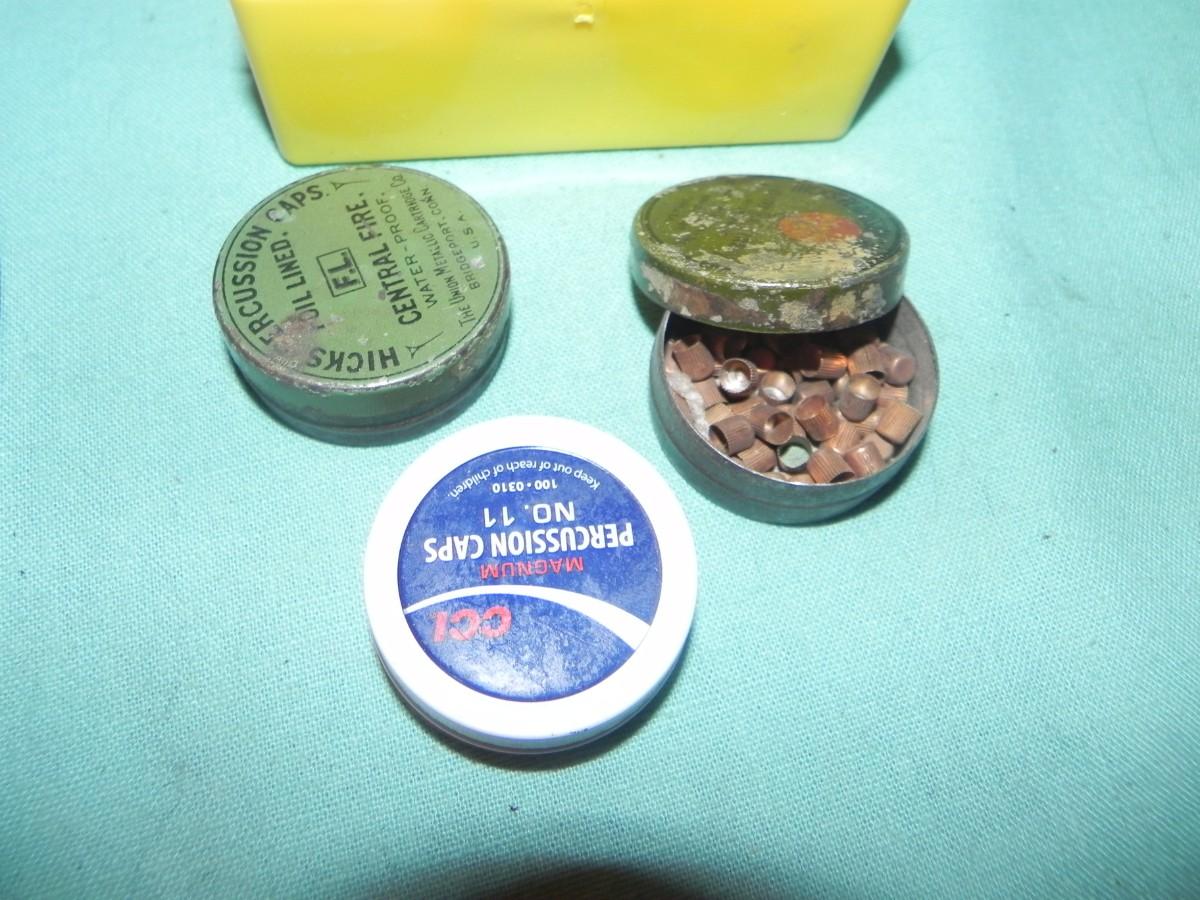 HICKS PERCUSSION CAPS.
FOIL LINED.
F.L.
CENTRAL FIRE.
WATER-PROOF.
THE UNION METALLIC CARTRIDGE CO.
BRIDGEPORT, CONN.
U.S.A.
CCI
MAGNUM
PERCUSSION CAPS
NO. 11
100 • 0310
Keep out of reach of children.